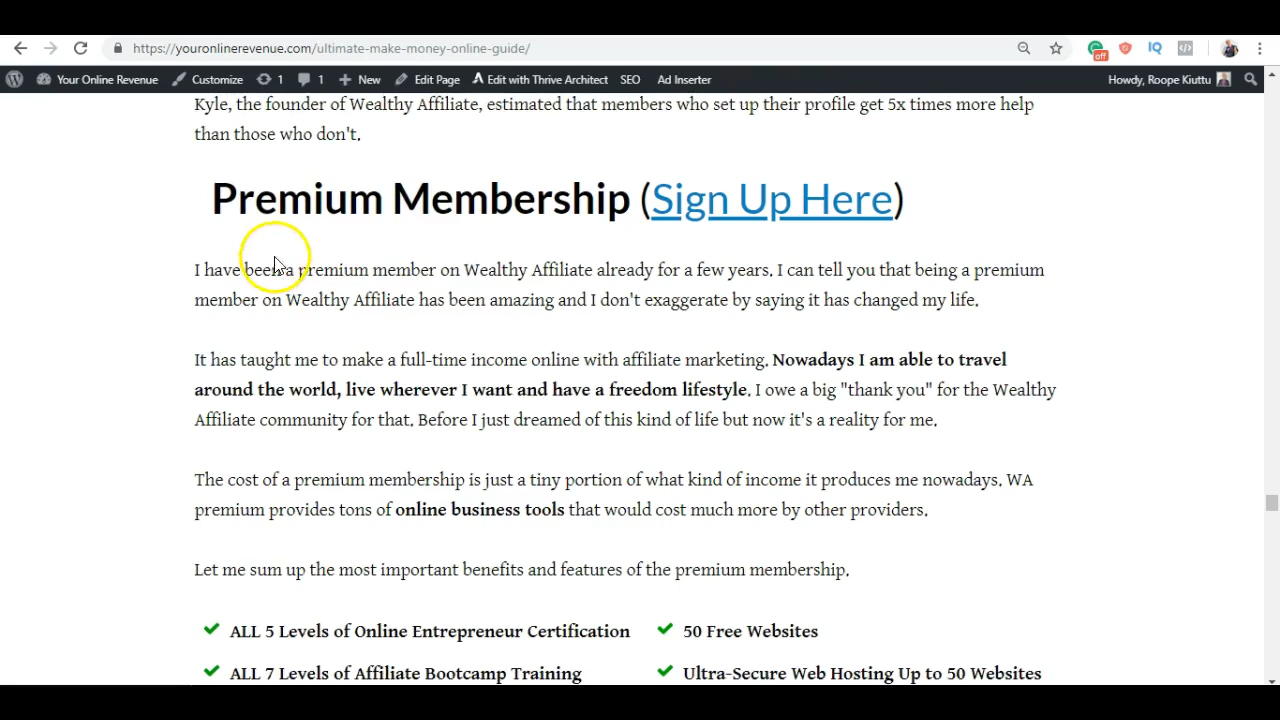 https://youronlinerevenue.com/ultimate-make-money-online-guide/
IQ
off
Your Online Revenue Customize 1 1 New Edit Page Edit with Thrive Architect SEO Ad Inserter Howdy, Roope Kiuttu
Kyle, the founder of Wealthy Affiliate, estimated that members who set up their profile get 5x times more help
than those who don't.
Premium Membership (Sign Up Here)
I have been a premium member on Wealthy Affiliate already for a few years. I can tell you that being a premium
member on Wealthy Affiliate has been amazing and I don't exaggerate by saying it has changed my life.
It has taught me to make a full-time income online with affiliate marketing. Nowadays I am able to travel
around the world, live wherever I want and have a freedom lifestyle. I owe a big "thank you" for the Wealthy
Affiliate community for that. Before I just dreamed of this kind of life but now it's a reality for me.
The cost of a premium membership is just a tiny portion of what kind of income it produces me nowadays. WA
premium provides tons of online business tools that would cost much more by other providers.
Let me sum up the most important benefits and features of the premium membership.
ALL 5 Levels of Online Entrepreneur Certification 50 Free Websites
ALL 7 Levels of Affiliate Bootcamp Training Ultra-Secure Web Hosting Up to 50 Websites